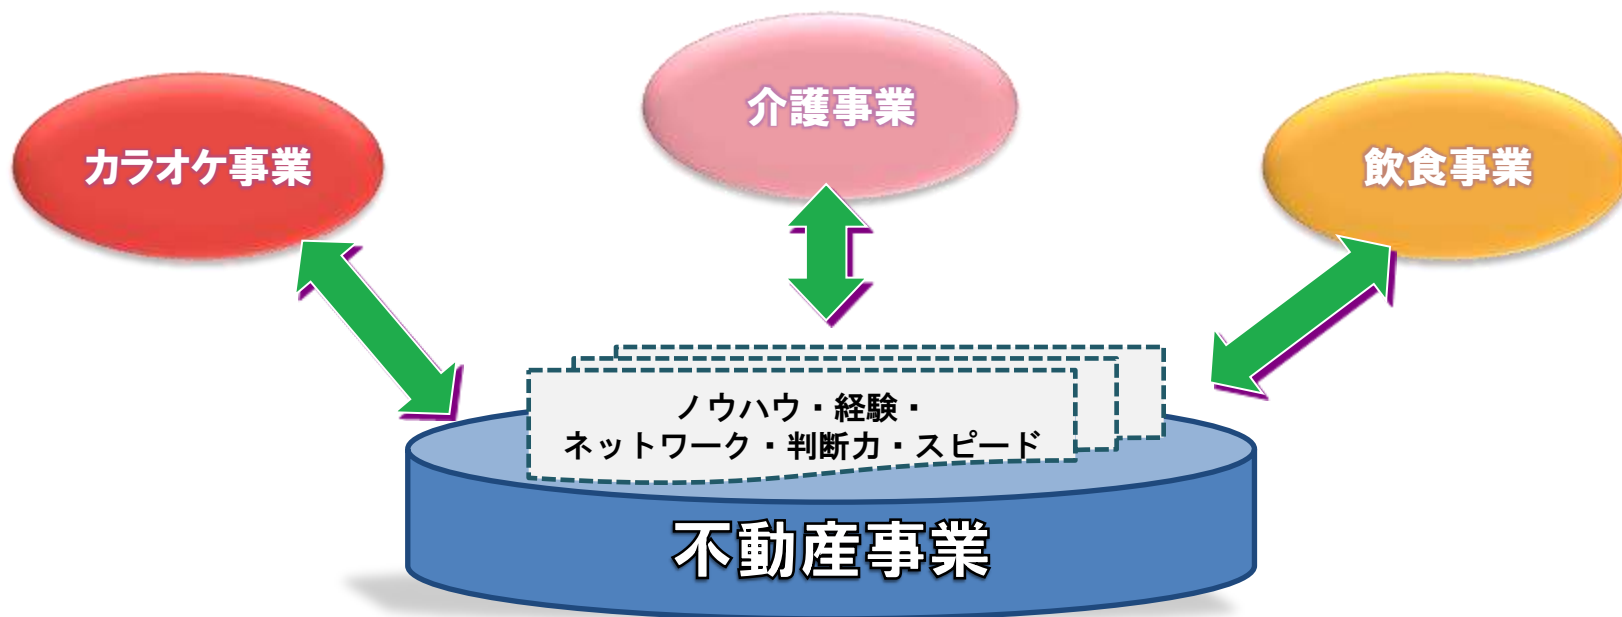 介護事業
カラオケ事業
飲食事業
ノウハウ・経験・
ネットワーク・判断力・スピード
不動産事業